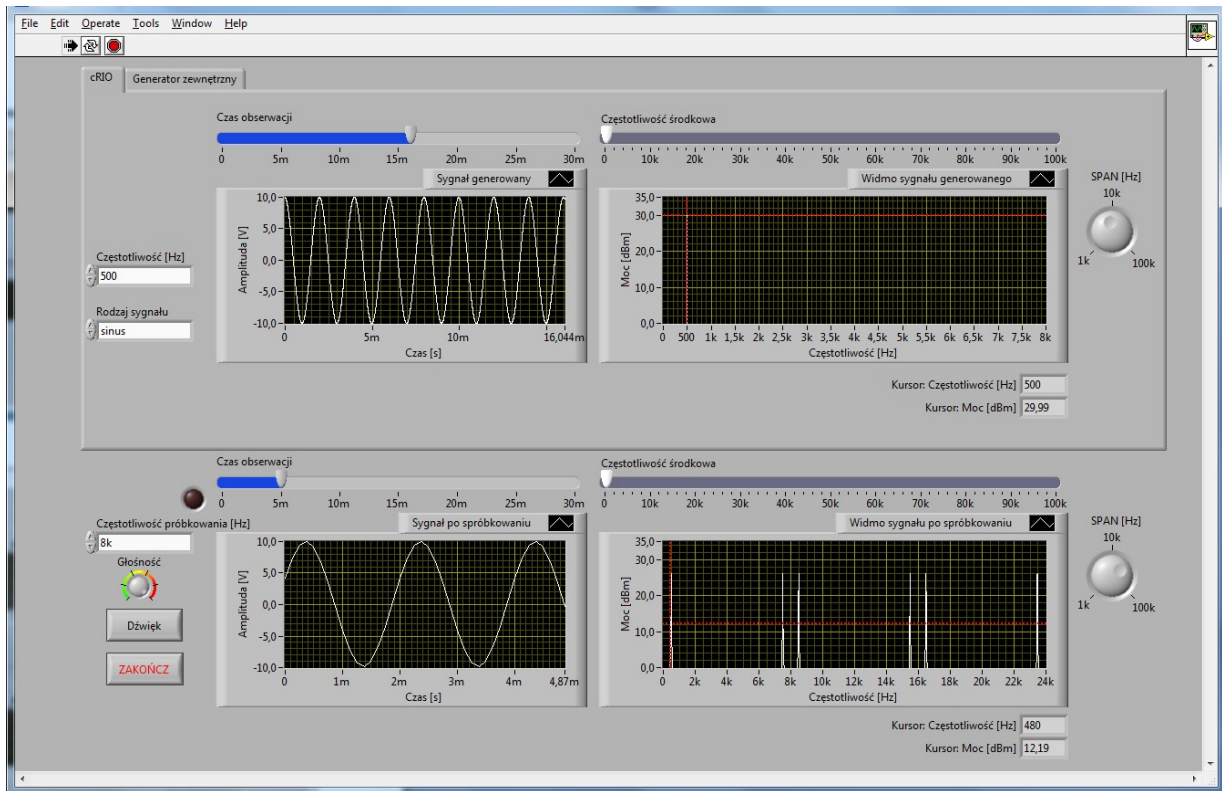 File Edit Operate Tools Window Help
cRIO Generator zewnętrzny
Czas obserwacji
0 5m 10m 15m 20m 25m 30m
Częstotliwość środkowa
0 10k 20k 30k 40k 50k 60k 70k 80k 90k 100k
Sygnał generowany
10,0
5,0
0,0
-5,0
-10,0
Amplituda [V]
0 5m 10m 16,044m
Czas [s]
Widmo sygnału generowanego
35,0
30,0
20,0
10,0
0,0
Moc [dBm]
0 500 1k 1,5k 2k 2,5k 3k 3,5k 4k 4,5k 5k 5,5k 6k 6,5k 7k 7,5k 8k
Częstotliwość [Hz]
SPAN [Hz]
10k
1k 100k
Częstotliwość [Hz]
500
Rodzaj sygnału
sinus
Kursor: Częstotliwość [Hz] 500
Kursor: Moc [dBm] 29,99
Czas obserwacji
0 5m 10m 15m 20m 25m 30m
Częstotliwość środkowa
0 10k 20k 30k 40k 50k 60k 70k 80k 90k 100k
Częstotliwość próbkowania [Hz]
8k
Głośność
Dźwięk
ZAKOŃCZ
Sygnał po spróbkowaniu
10,0
5,0
0,0
-5,0
-10,0
Amplituda [V]
0 1m 2m 3m 4m 4,87m
Czas [s]
Widmo sygnału po spróbkowaniu
35,0
30,0
20,0
10,0
0,0
Moc [dBm]
0 2k 4k 6k 8k 10k 12k 14k 16k 18k 20k 22k 24k
Częstotliwość [Hz]
SPAN [Hz]
10k
1k 100k
Kursor: Częstotliwość [Hz] 480
Kursor: Moc [dBm] 12,19